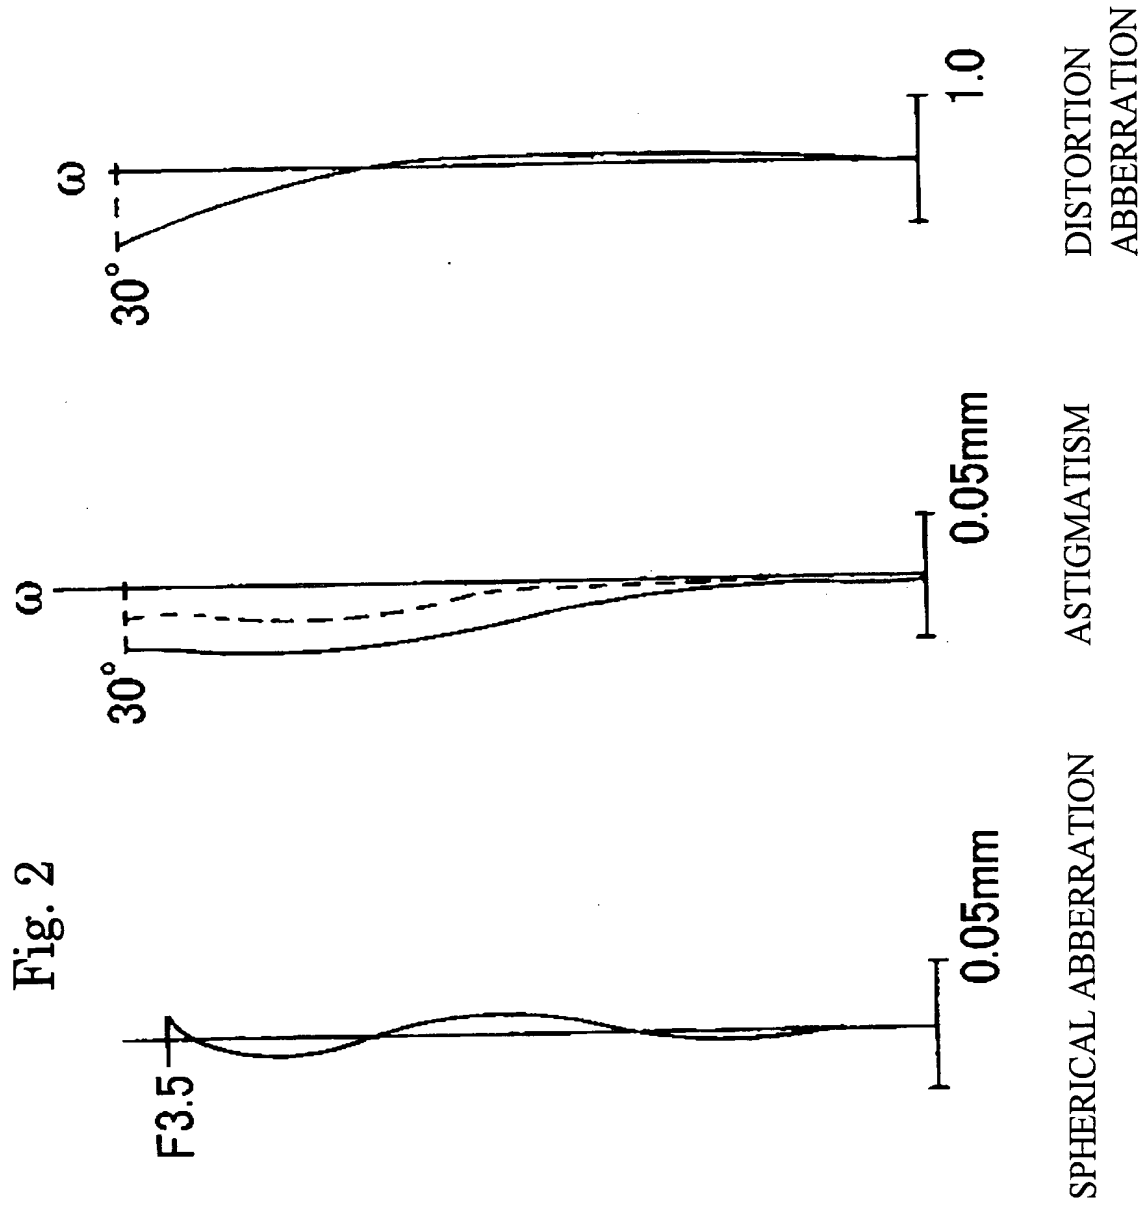 Fig. 2
F3.5
0.05mm
SPHERICAL ABBERRATION
ω
30°
0.05mm
ASTIGMATISM
ω
30°
1.0
DISTORTION
ABBERRATION